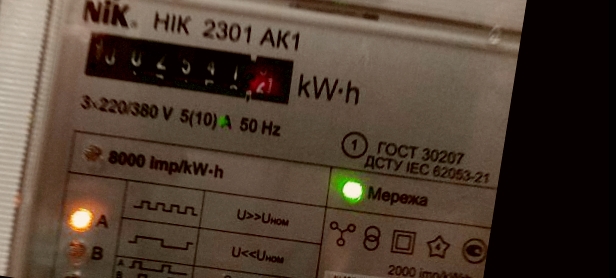 NiK. НІК 2301 АК1
kW·h
3×220/380 V 5(10) A 50 Hz
1 ГОСТ 30207
ДСТУ IEC 62053-21
8000 imp/kW·h
Мережа
A
U>>Uном
B
U<<Uном